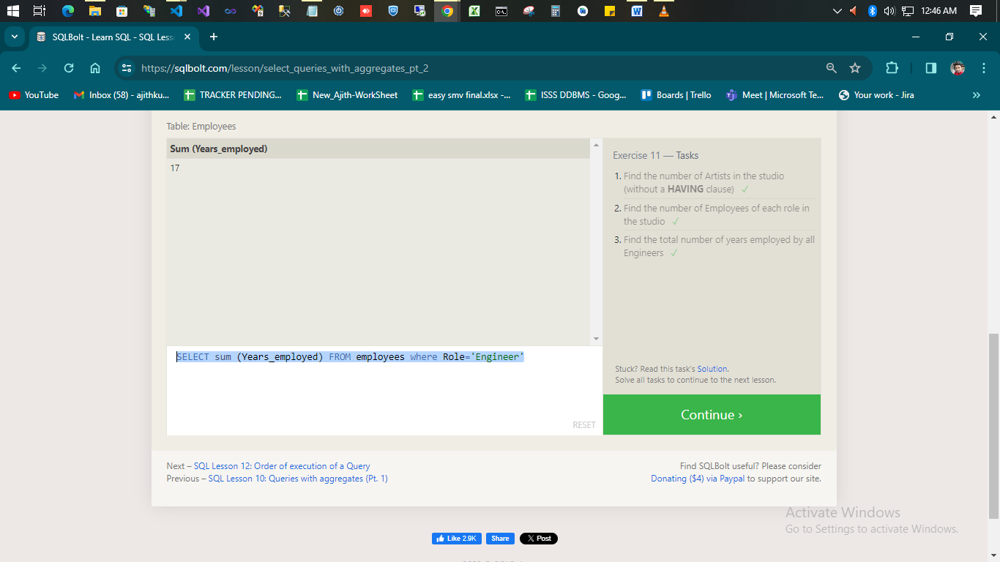 12:46 AM
SQLBolt - Learn SQL - SQL Less
https://sqlbolt.com/lesson/select_queries_with_aggregates_pt_2
YouTube
Inbox (58) - ajithku...
TRACKER PENDING...
New_Ajith-WorkSheet
easy smv final.xlsx -...
ISSS DDBMS - Goog...
Boards | Trello
Meet | Microsoft Te...
Your work - Jira
Table: Employees
Sum (Years_employed)
17
Exercise 11 — Tasks
1. Find the number of Artists in the studio
(without a HAVING clause) ✓
2. Find the number of Employees of each role in
the studio ✓
3. Find the total number of years employed by all
Engineers ✓
SELECT sum (Years_employed) FROM employees where Role='Engineer'
RESET
Stuck? Read this task's Solution.
Solve all tasks to continue to the next lesson.
Continue ›
Next – SQL Lesson 12: Order of execution of a Query
Previous – SQL Lesson 10: Queries with aggregates (Pt. 1)
Find SQLBolt useful? Please consider
Donating ($4) via Paypal to support our site.
Activate Windows
Go to Settings to activate Windows.
Like 2.9K
Share
X Post